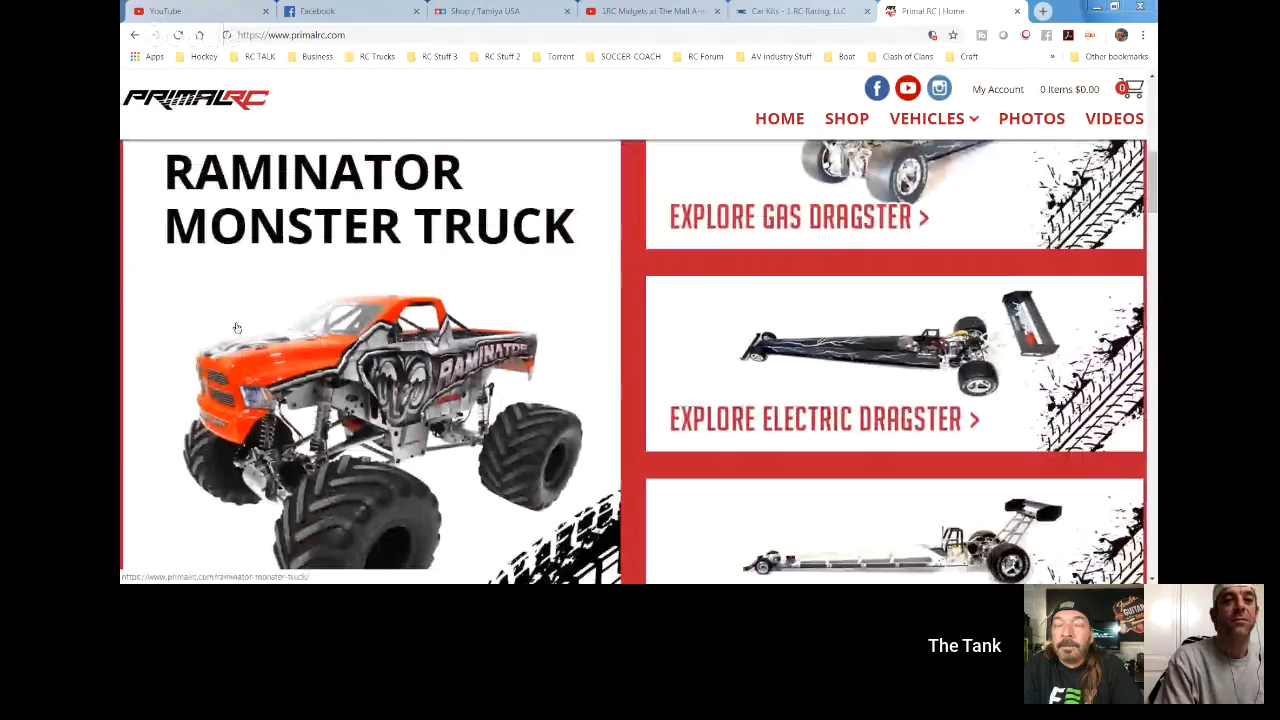 YouTube
Facebook
Shop / Tamiya USA
1RC Midgets at The Mall A-m
Car Kits - 1 RC Racing, LLC
Primal RC | Home
https://www.primalrc.com
Apps
Hockey
RC TALK
Business
RC Trucks
RC Stuff 3
RC Stuff 2
Torrent
SOCCER COACH
RC Forum
AV industry Stuff
Boat
Clash of Clans
Craft
» Other bookmarks
PRIMALRC
My Account
0 Items $0.00
0
HOME SHOP VEHICLES PHOTOS VIDEOS
RAMINATOR
MONSTER TRUCK
RAMINATOR
EXPLORE GAS DRAGSTER >
EXPLORE ELECTRIC DRAGSTER >
https://www.primalrc.com/raminator-monster-truck/
The Tank